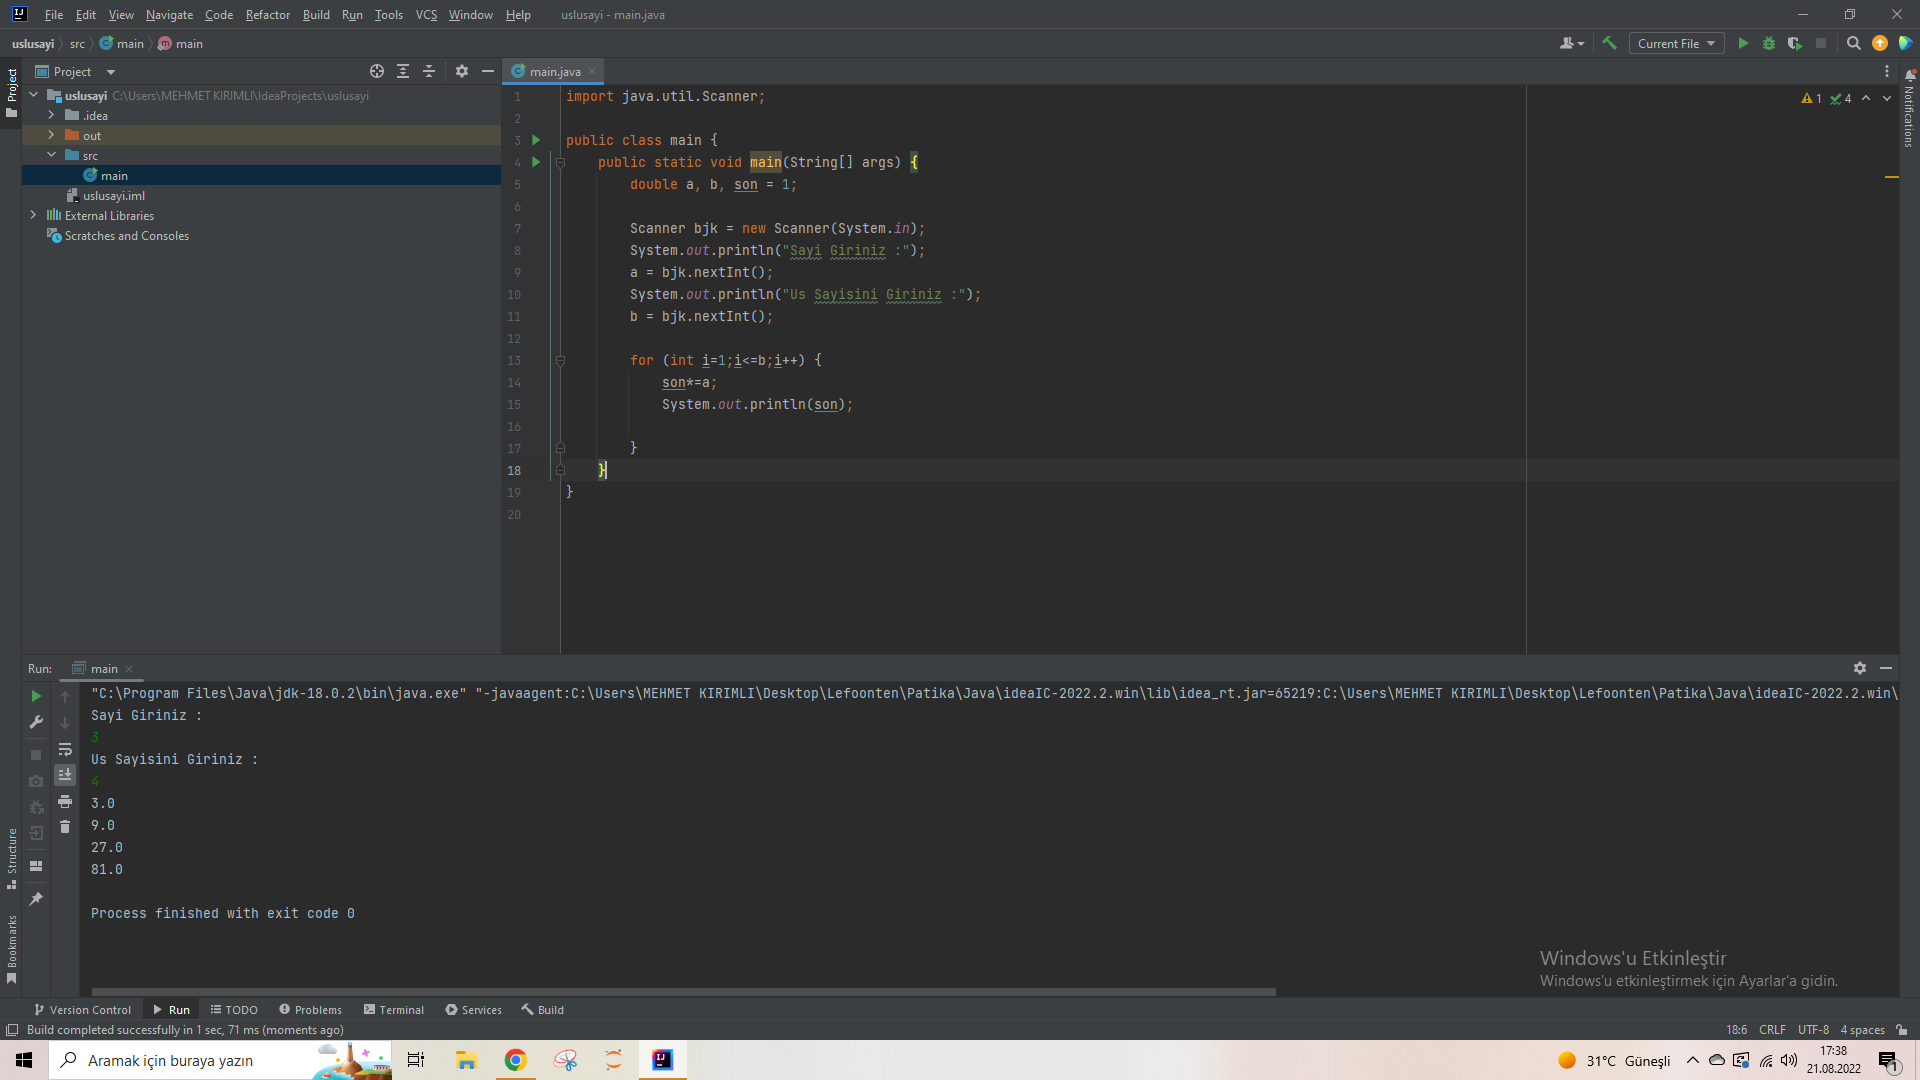 File Edit View Navigate Code Refactor Build Run Tools VCS Window Help uslusayi - main.java
uslusayi src main main
Current File
Project
main.java
uslusayi C:\Users\MEHMET KIRIMLI\IdeaProjects\uslusayi
.idea
out
src
main
uslusayi.iml
External Libraries
Scratches and Consoles
Project
Structure
Bookmarks
Notifications
1 4
1 import java.util.Scanner;
2
3 public class main {
4 public static void main(String[] args) {
5 double a, b, son = 1;
6
7 Scanner bjk = new Scanner(System.in);
8 System.out.println("Sayi Giriniz :");
9 a = bjk.nextInt();
10 System.out.println("Us Sayisini Giriniz :");
11 b = bjk.nextInt();
12
13 for (int i=1;i<=b;i++) {
14 son*=a;
15 System.out.println(son);
16
17 }
18 }
19 }
20
Run: main
"C:\Program Files\Java\jdk-18.0.2\bin\java.exe" "-javaagent:C:\Users\MEHMET KIRIMLI\Desktop\Lefoonten\Patika\Java\ideaIC-2022.2.win\lib\idea_rt.jar=65219:C:\Users\MEHMET KIRIMLI\Desktop\Lefoonten\Patika\Java\ideaIC-2022.2.win\
Sayi Giriniz :
3
Us Sayisini Giriniz :
4
3.0
9.0
27.0
81.0
Process finished with exit code 0
Windows'u Etkinleştir
Windows'u etkinleştirmek için Ayarlar'a gidin.
Version Control Run TODO Problems Terminal Services Build
Build completed successfully in 1 sec, 71 ms (moments ago)
18:6 CRLF UTF-8 4 spaces
Aramak için buraya yazın
31°C Güneşli
17:38
21.08.2022
1